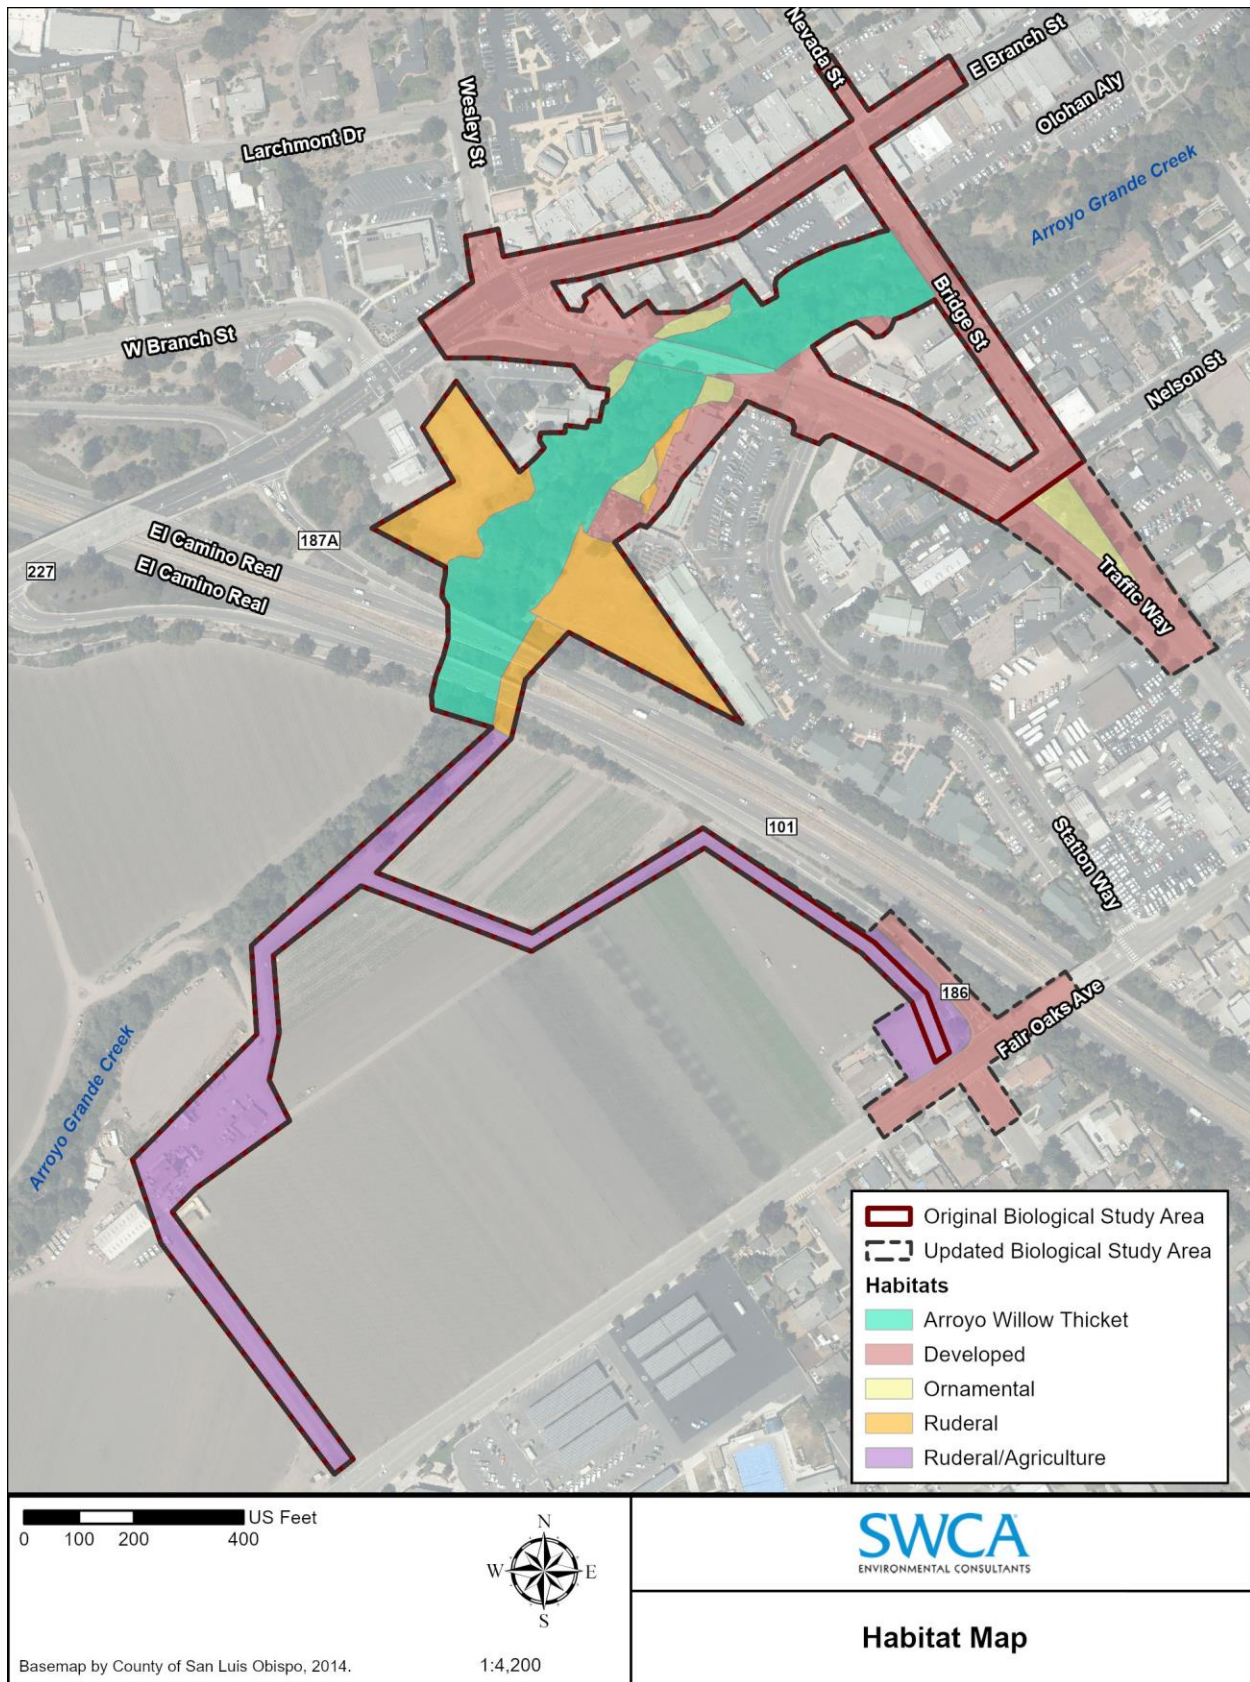 Nevada St
E Branch St
Wesley St
Olohan Aly
Larchmont Dr
Arroyo Grande Creek
W Branch St
Bridge St
Nelson St
El Camino Real
187A
227
El Camino Real
Traffic Way
101
Station Way
186
Fair Oaks Ave
Arroyo Grande Creek
Original Biological Study Area
Updated Biological Study Area
Habitats
Arroyo Willow Thicket
Developed
Ornamental
Ruderal
Ruderal/Agriculture
US Feet
0 100 200 400
N
W E
S
Basemap by County of San Luis Obispo, 2014.
1:4,200
SWCA
ENVIRONMENTAL CONSULTANTS
Habitat Map